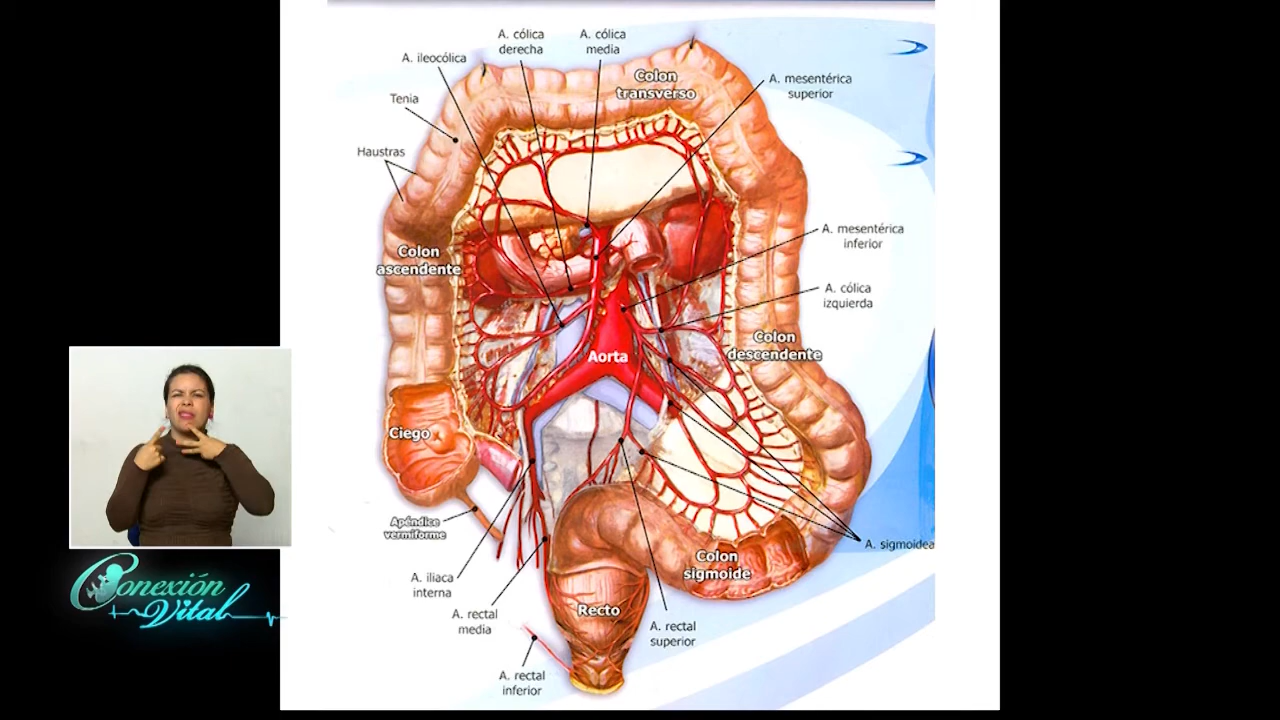 A. cólica
derecha
A. cólica
media
A. ileocólica
Colon
transverso
A. mesentérica
superior
Tenia
Haustras
A. mesentérica
inferior
Colon
ascendente
A. cólica
izquierda
Colon
descendente
Aorta
Ciego
Apéndice
vermiforme
A. sigmoidea
Colon
sigmoide
A. iliaca
interna
A. rectal
media
Recto
A. rectal
superior
A. rectal
inferior
Conexión
Vital